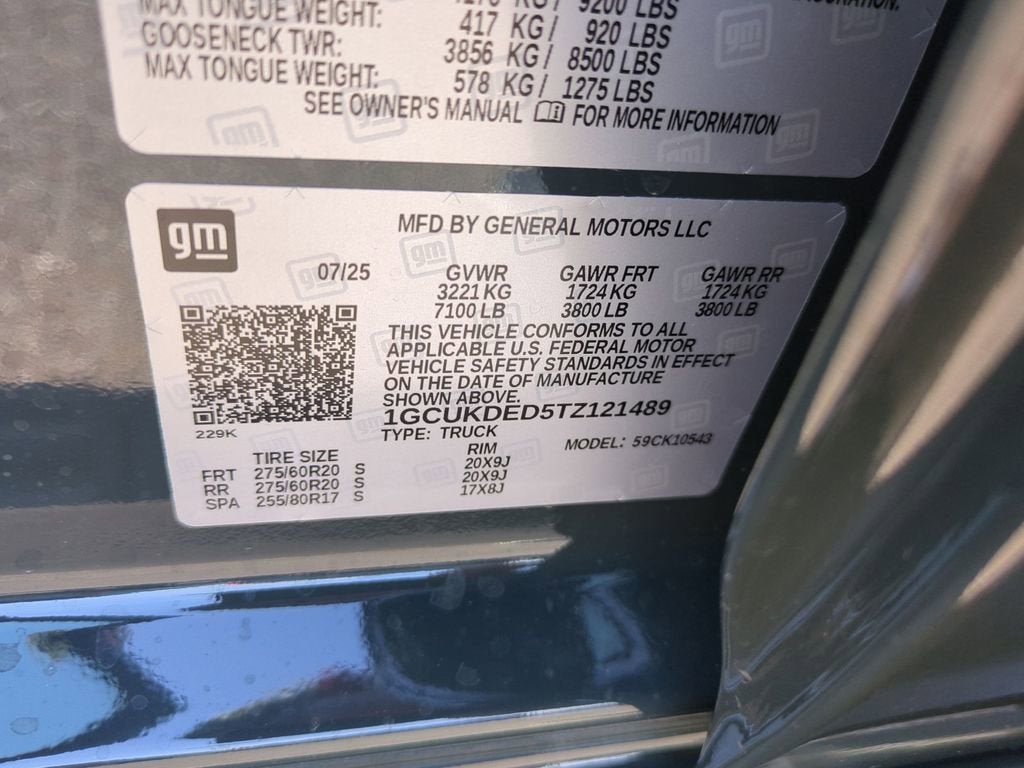 MAX TONGUE WEIGHT:
9200 LBS
417 KG/ 920 LBS
GOOSENECK TWR:
3856 KG/ 8500 LBS
MAX TONGUE WEIGHT:
578 KG/ 1275 LBS
SEE OWNER'S MANUAL FOR MORE INFORMATION
gm
MFD BY GENERAL MOTORS LLC
07/25
GVWR GAWR FRT GAWR RR
3221 KG 1724 KG 1724 KG
7100 LB 3800 LB 3800 LB
THIS VEHICLE CONFORMS TO ALL
APPLICABLE U.S. FEDERAL MOTOR
VEHICLE SAFETY STANDARDS IN EFFECT
ON THE DATE OF MANUFACTURE
SHOWN ABOVE.
1GCUKDED5TZ121489
229K
TYPE: TRUCK
MODEL: 59CK10543
TIRE SIZE RIM
FRT 275/60R20 S 20X9J
RR 275/60R20 S 20X9J
SPA 255/80R17 S 17X8J